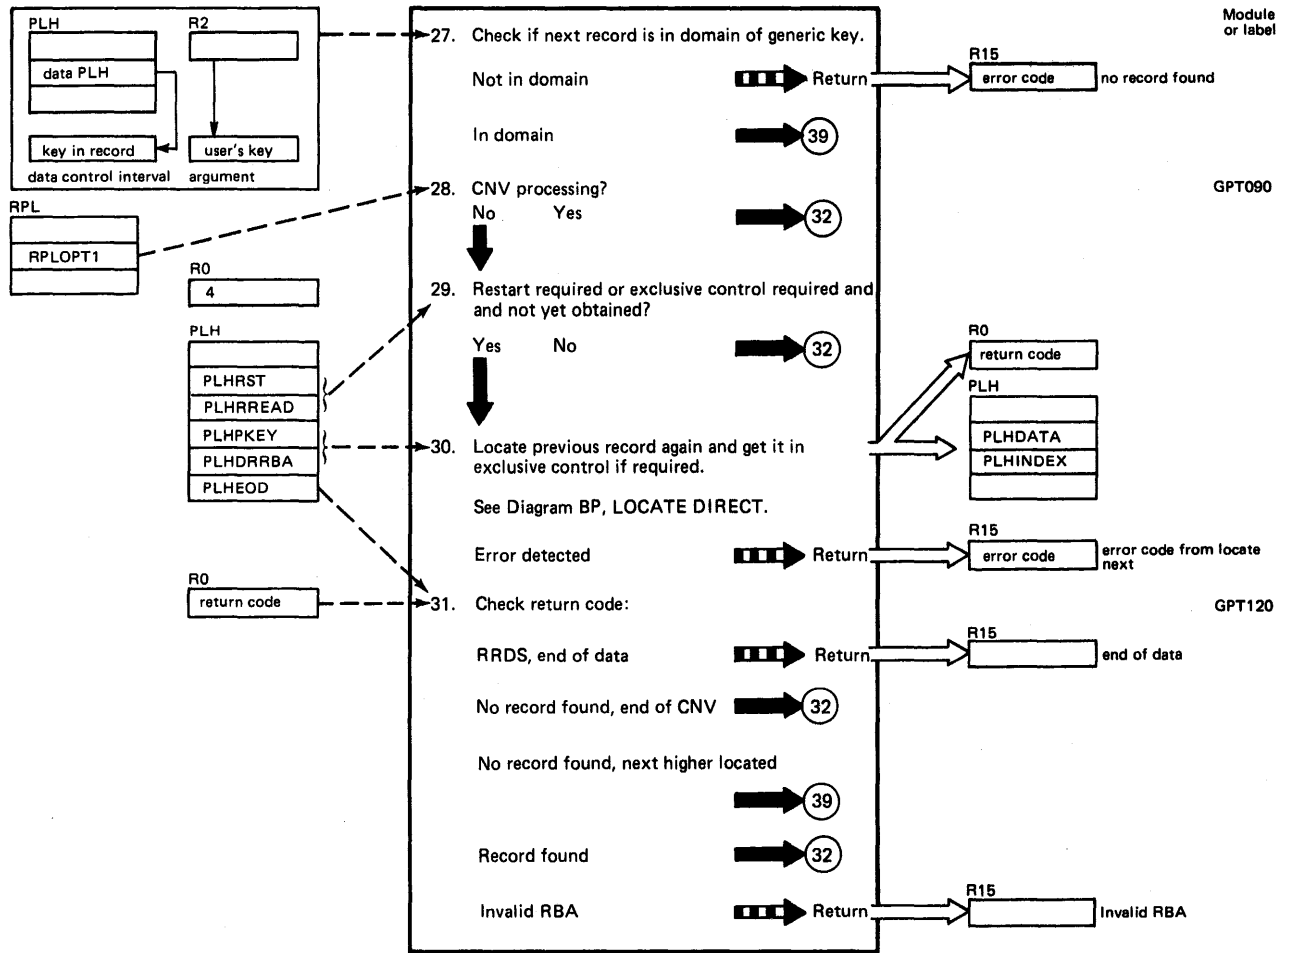 Module
or label
PLH
R2
data PLH
key in record
user's key
data control interval
argument
27. Check if next record is in domain of generic key.
Not in domain
Return
R15
error code
no record found
In domain
39
28. CNV processing?
GPT090
No
Yes
32
RPL
RPLOPT1
R0
4
29. Restart required or exclusive control required and
and not yet obtained?
Yes
No
32
PLH
PLHRST
PLHRREAD
PLHPKEY
PLHDRRBA
PLHEOD
R0
return code
PLH
PLHDATA
PLHINDEX
30. Locate previous record again and get it in
exclusive control if required.
See Diagram BP, LOCATE DIRECT.
Error detected
Return
R15
error code
error code from locate
next
R0
return code
31. Check return code:
GPT120
RRDS, end of data
Return
R15
end of data
No record found, end of CNV
32
No record found, next higher located
39
Record found
32
Invalid RBA
Return
R15
Invalid RBA